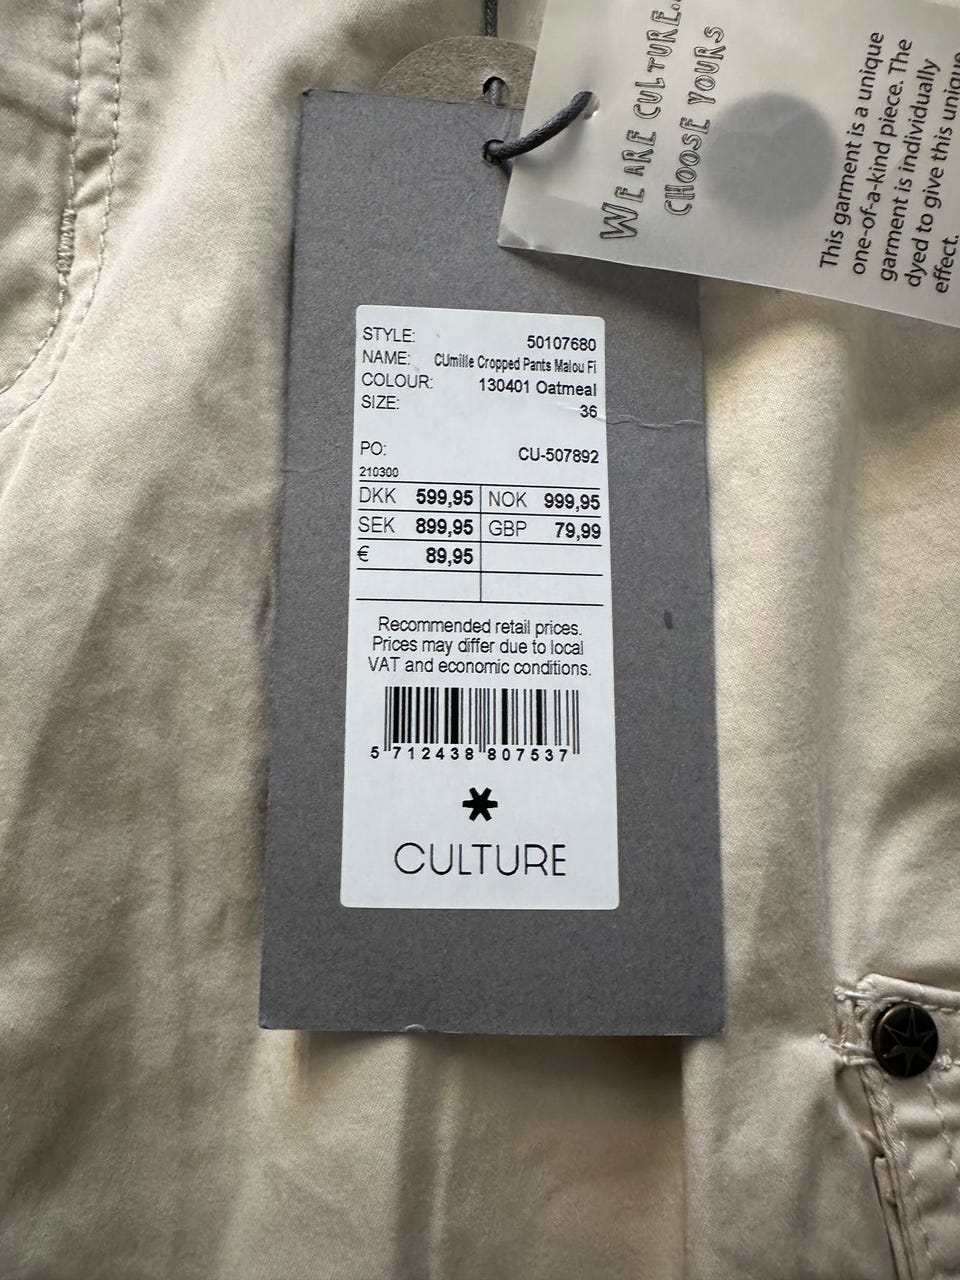 WE ARE CULTURE..
CHOOSE YOURS
This garment is a unique
one-of-a-kind piece. The
garment is individually
dyed to give this unique
effect.
STYLE: 50107680
NAME: CUmille Cropped Pants Malou Fi
COLOUR: 130401 Oatmeal
SIZE: 36
PO: CU-507892
210300
DKK 599,95 NOK 999,95
SEK 899,95 GBP 79,99
€ 89,95
Recommended retail prices.
Prices may differ due to local
VAT and economic conditions.
5 712438 807537
CULTURE